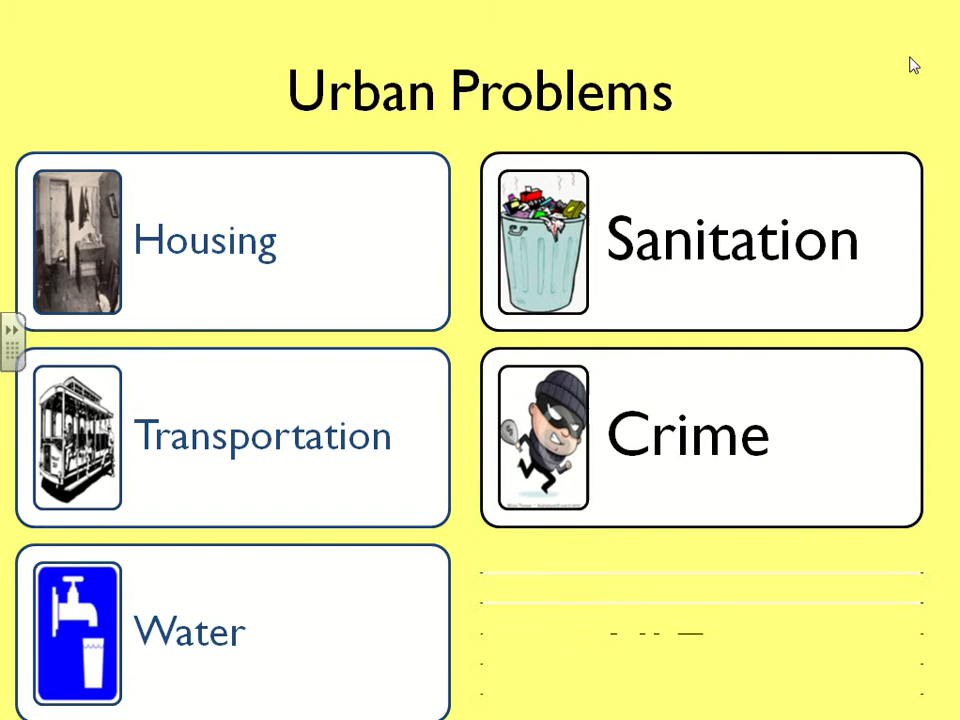 Urban Problems
Housing
Sanitation
Transportation
Crime
Water